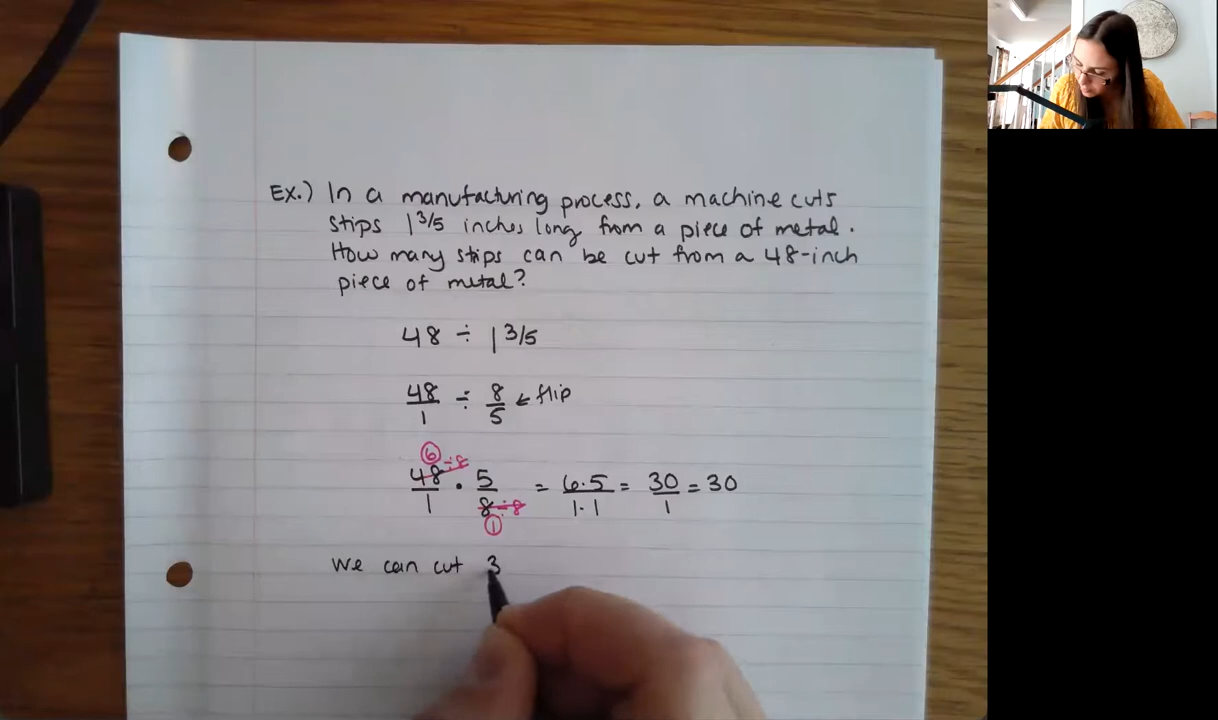 Ex.) In a manufacturing process, a machine cuts
stips 1 3/5 inches long from a piece of metal.
How many stips can be cut from a 48-inch
piece of metal?
48 ÷ 1 3/5
48/1 ÷ 8/5 ← flip
6 ÷8
48/1 · 5/8 ÷8 = 6·5/1·1 = 30/1 = 30
1
We can cut 3